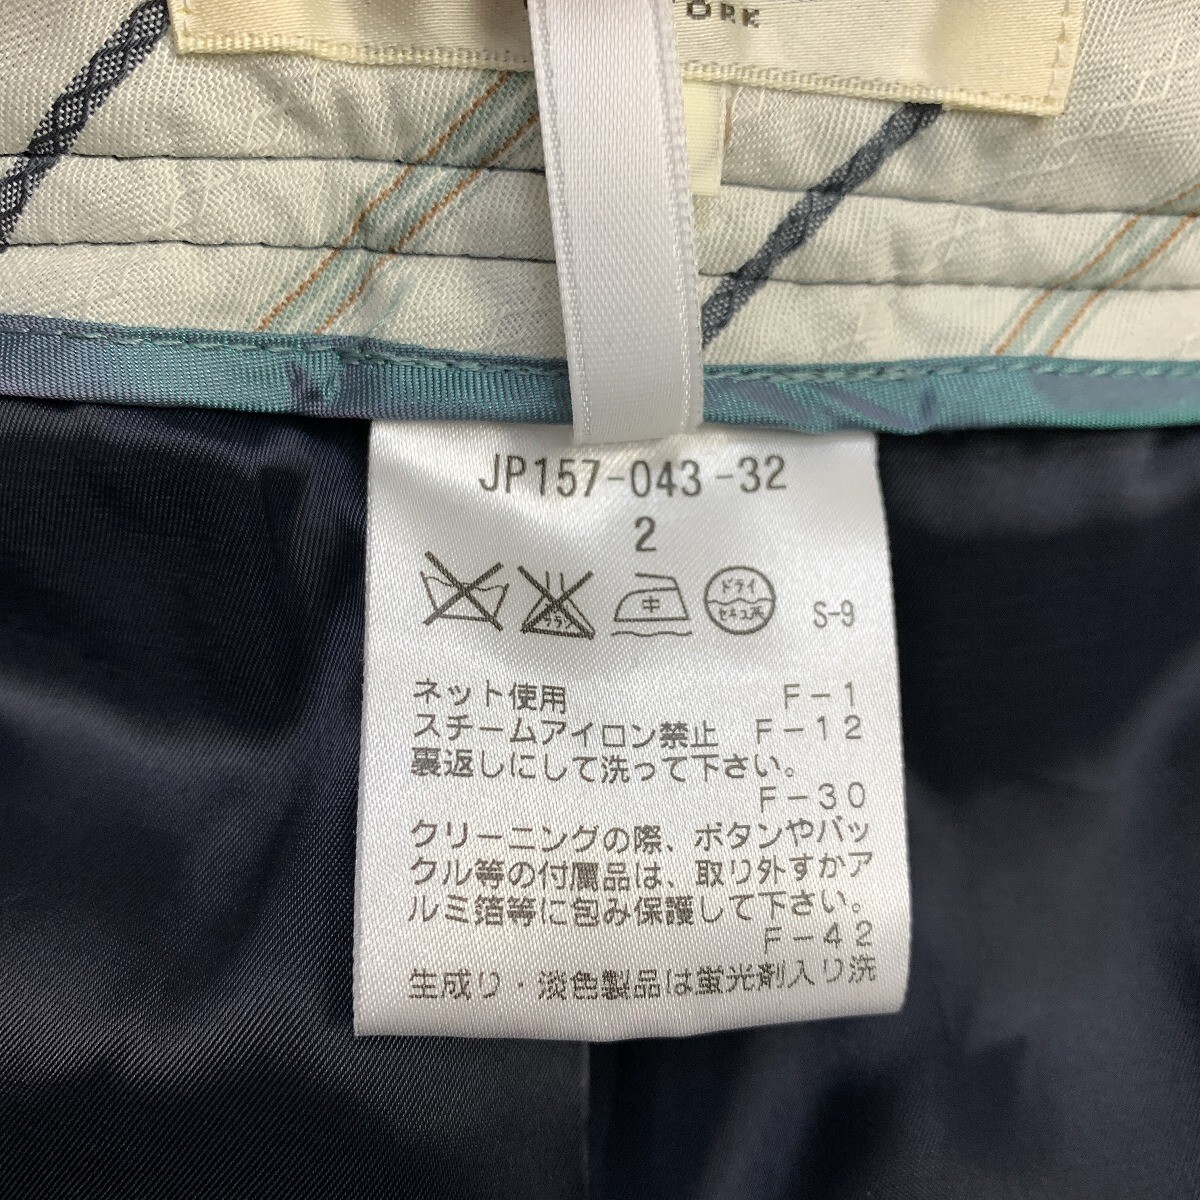 ORK
JP157-043-32
2
中 ドライ セキユ系 S-9
ネット使用 F-1
スチームアイロン禁止 F-12
裏返しにして洗って下さい。
F-30
クリーニングの際、ボタンやバッ
クル等の付属品は、取り外すかア
ルミ箔等に包み保護して下さい。
F-42
生成り・淡色製品は蛍光剤入り洗